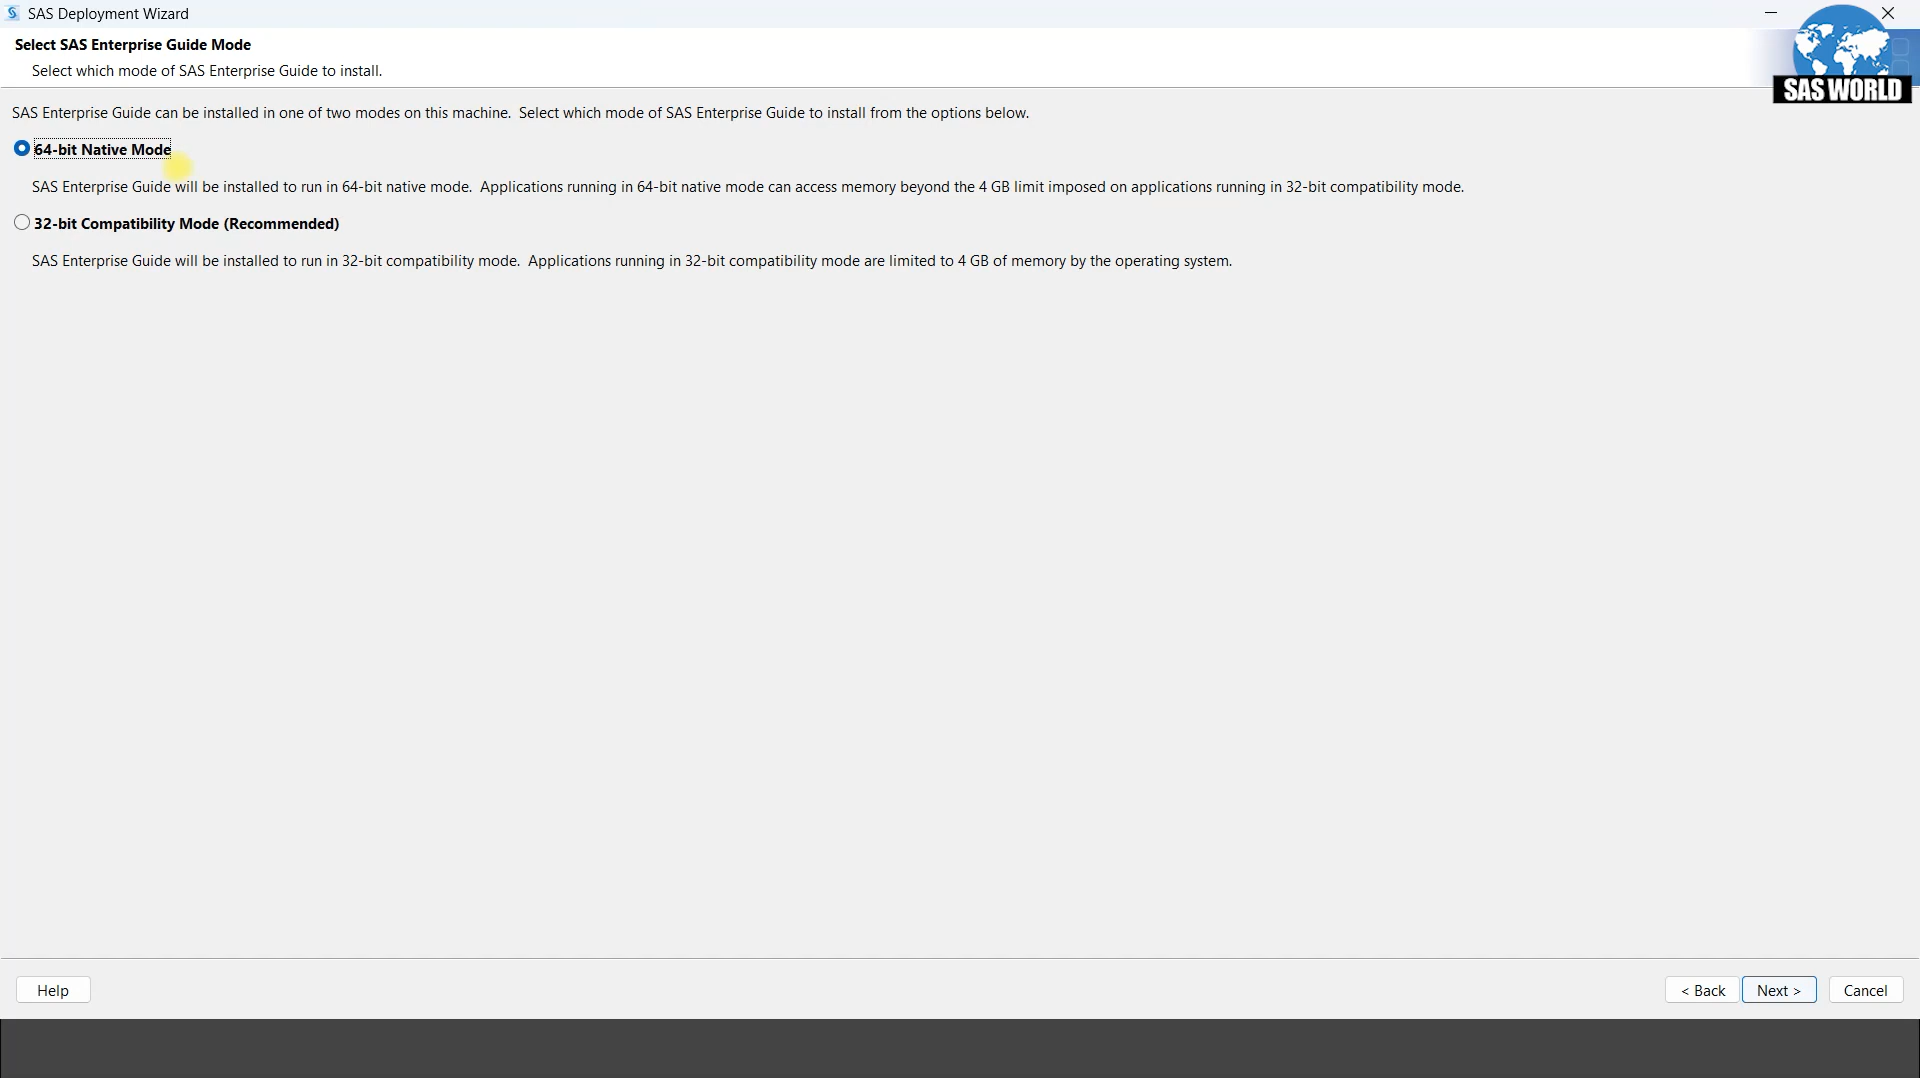 SAS Deployment Wizard
Select SAS Enterprise Guide Mode
Select which mode of SAS Enterprise Guide to install.
SAS WORLD
SAS Enterprise Guide can be installed in one of two modes on this machine.  Select which mode of SAS Enterprise Guide to install from the options below.
64-bit Native Mode
SAS Enterprise Guide will be installed to run in 64-bit native mode.  Applications running in 64-bit native mode can access memory beyond the 4 GB limit imposed on applications running in 32-bit compatibility mode.
32-bit Compatibility Mode (Recommended)
SAS Enterprise Guide will be installed to run in 32-bit compatibility mode.  Applications running in 32-bit compatibility mode are limited to 4 GB of memory by the operating system.
Help
< Back
Next >
Cancel